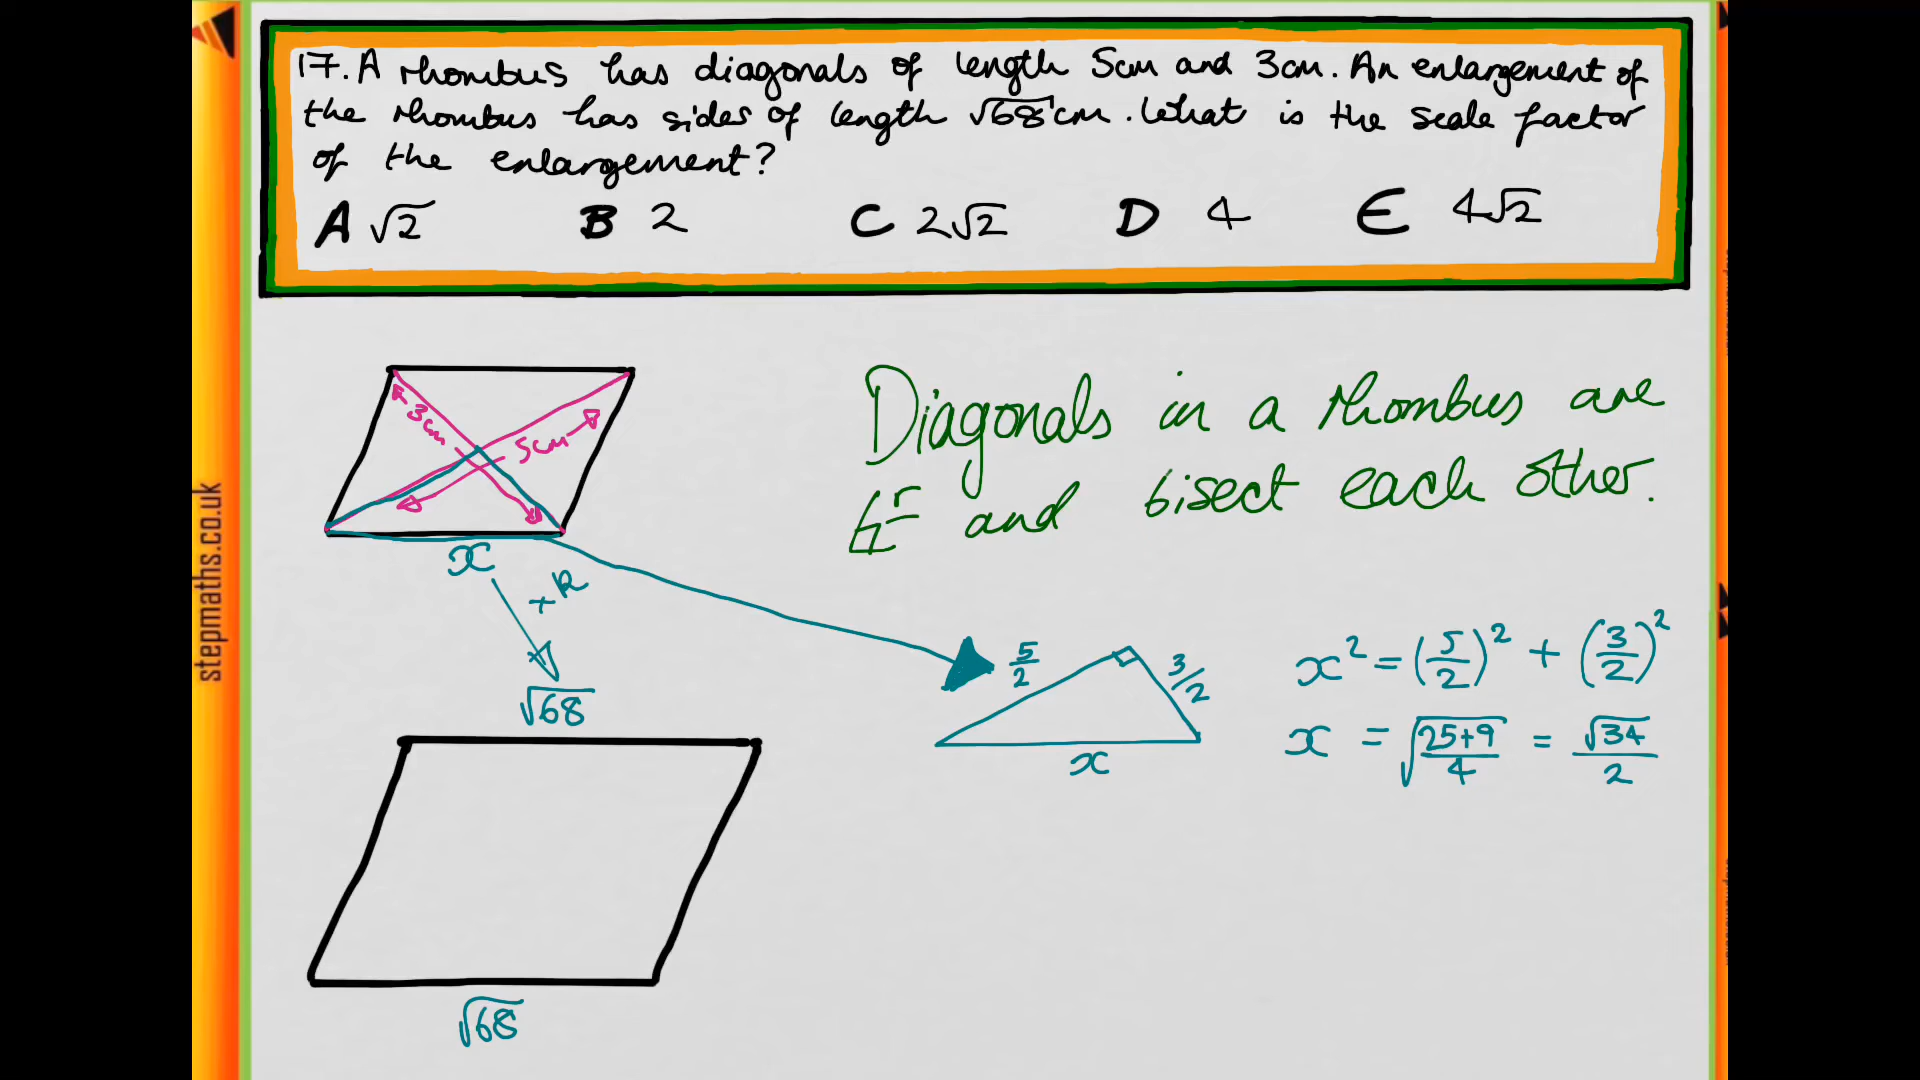 17. A rhombus has diagonals of length 5cm and 3cm. An enlargement of
the rhombus has sides of length √68 cm. What is the scale factor
of the enlargement?
A √2 B 2 C 2√2 D 4 E 4√2
3cm
5cm
Diagonals in a rhombus are
and bisect each other.
x
√68
√68
5/2
3/2
x
x² = (5/2)² + (3/2)²
x = √(25+9/4) = √34/2
stepmaths.co.uk